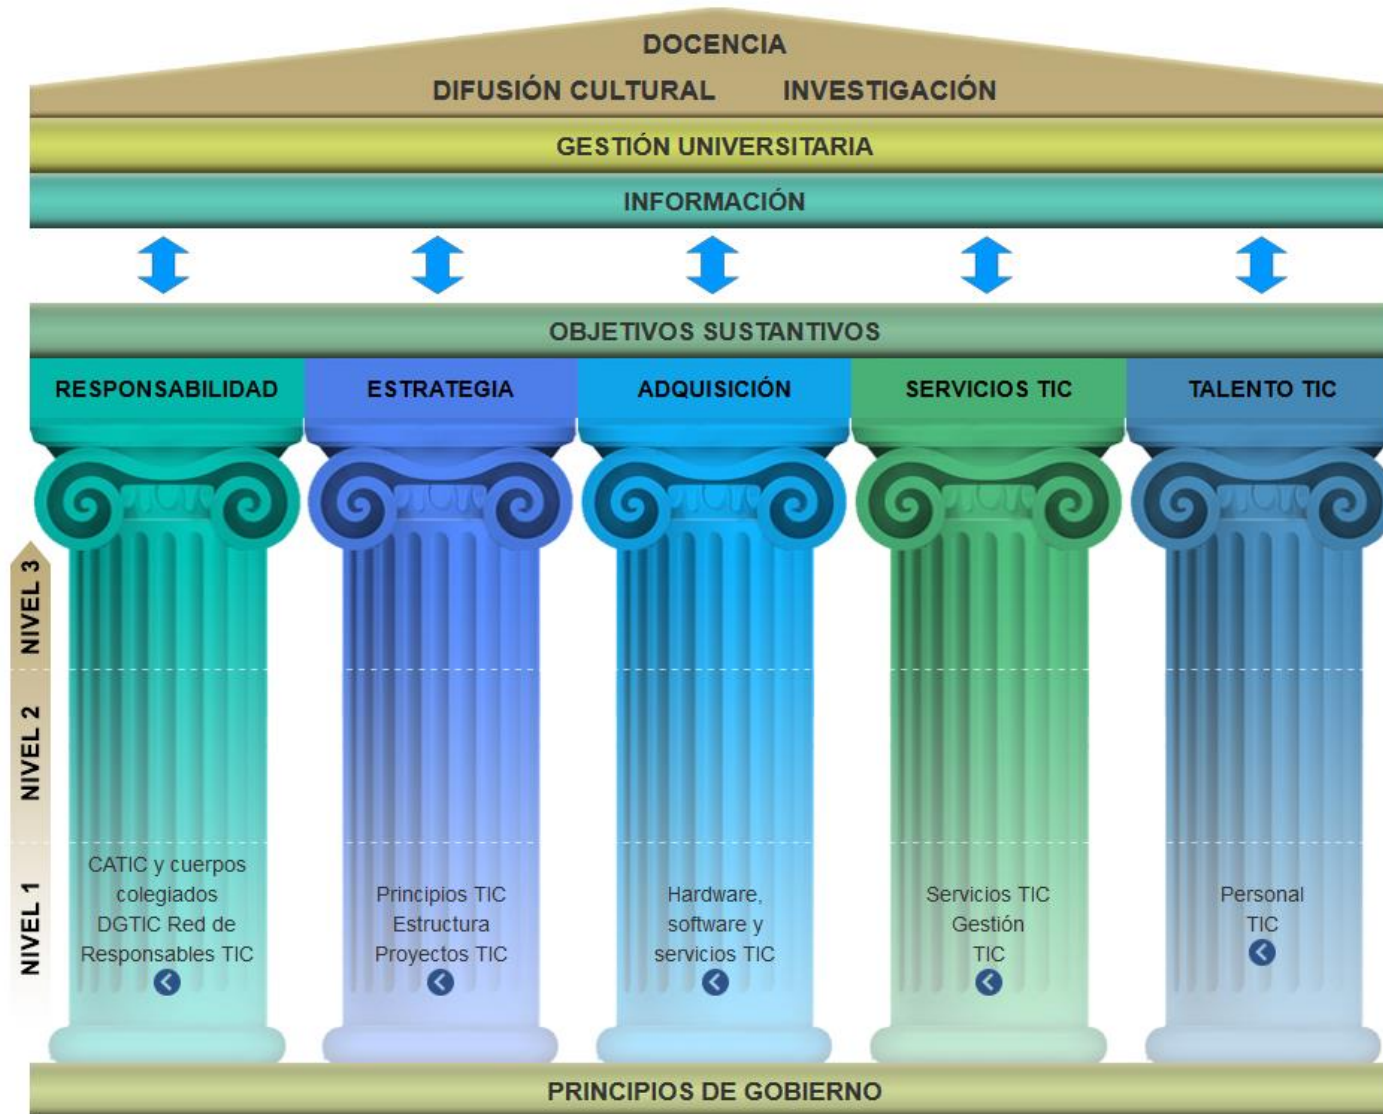 DOCENCIA
DIFUSIÓN CULTURAL INVESTIGACIÓN
GESTIÓN UNIVERSITARIA
INFORMACIÓN
OBJETIVOS SUSTANTIVOS
RESPONSABILIDAD
ESTRATEGIA
ADQUISICIÓN
SERVICIOS TIC
TALENTO TIC
NIVEL 3
NIVEL 2
NIVEL 1
CATIC y cuerpos
colegiados
DGTIC Red de
Responsables TIC
Principios TIC
Estructura
Proyectos TIC
Hardware,
software y
servicios TIC
Servicios TIC
Gestión
TIC
Personal
TIC
PRINCIPIOS DE GOBIERNO